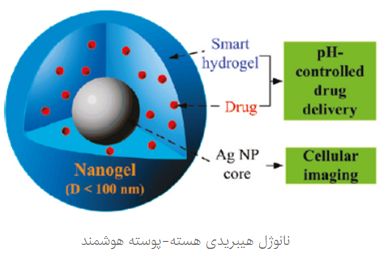 Smart
hydrogel
Drug
Ag NP
core
Nanogel
(D < 100 nm)
pH-
controlled
drug
delivery
Cellular
imaging
نانوژل هیبریدی هسته-پوسته هوشمند